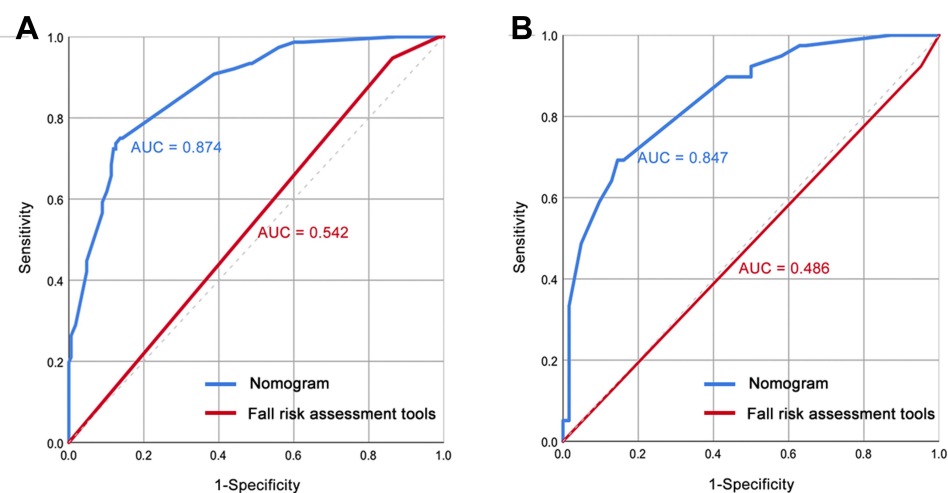 A
1.0
0.8
0.6
0.4
0.2
0.0
Sensitivity
AUC = 0.874
AUC = 0.542
Nomogram
Fall risk assessment tools
0.0 0.2 0.4 0.6 0.8 1.0
1-Specificity
B
1.0
0.8
0.6
0.4
0.2
0.0
Sensitivity
AUC = 0.847
AUC = 0.486
Nomogram
Fall risk assessment tools
0.0 0.2 0.4 0.6 0.8 1.0
1-Specificity